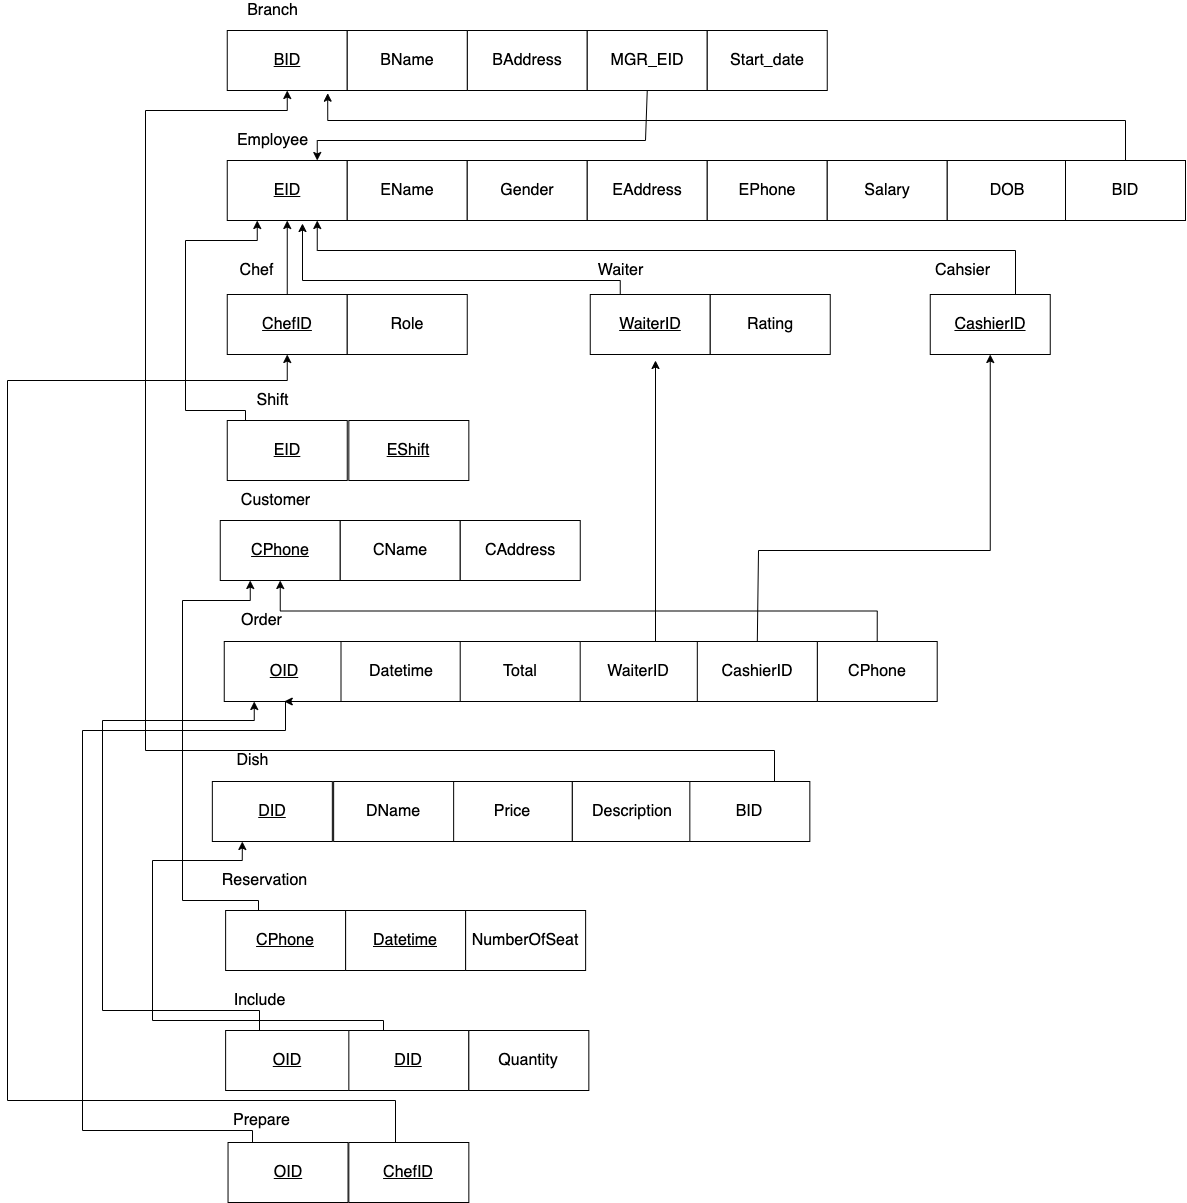 Branch
BID BName BAddress MGR_EID Start_date
Employee
EID EName Gender EAddress EPhone Salary DOB BID
Chef Waiter Cahsier
ChefID Role WaiterID Rating CashierID
Shift
EID EShift
Customer
CPhone CName CAddress
Order
OID Datetime Total WaiterID CashierID CPhone
Dish
DID DName Price Description BID
Reservation
CPhone Datetime NumberOfSeat
Include
OID DID Quantity
Prepare
OID ChefID